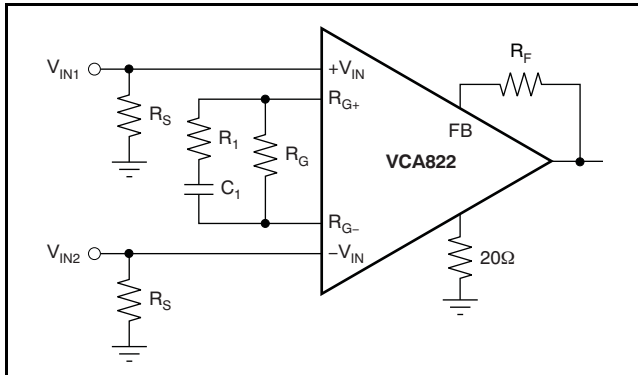 V_IN1
+V_IN
R_F
R_G+
R_S
R_1
R_G
FB
VCA822
C_1
R_G−
V_IN2
−V_IN
20Ω
R_S